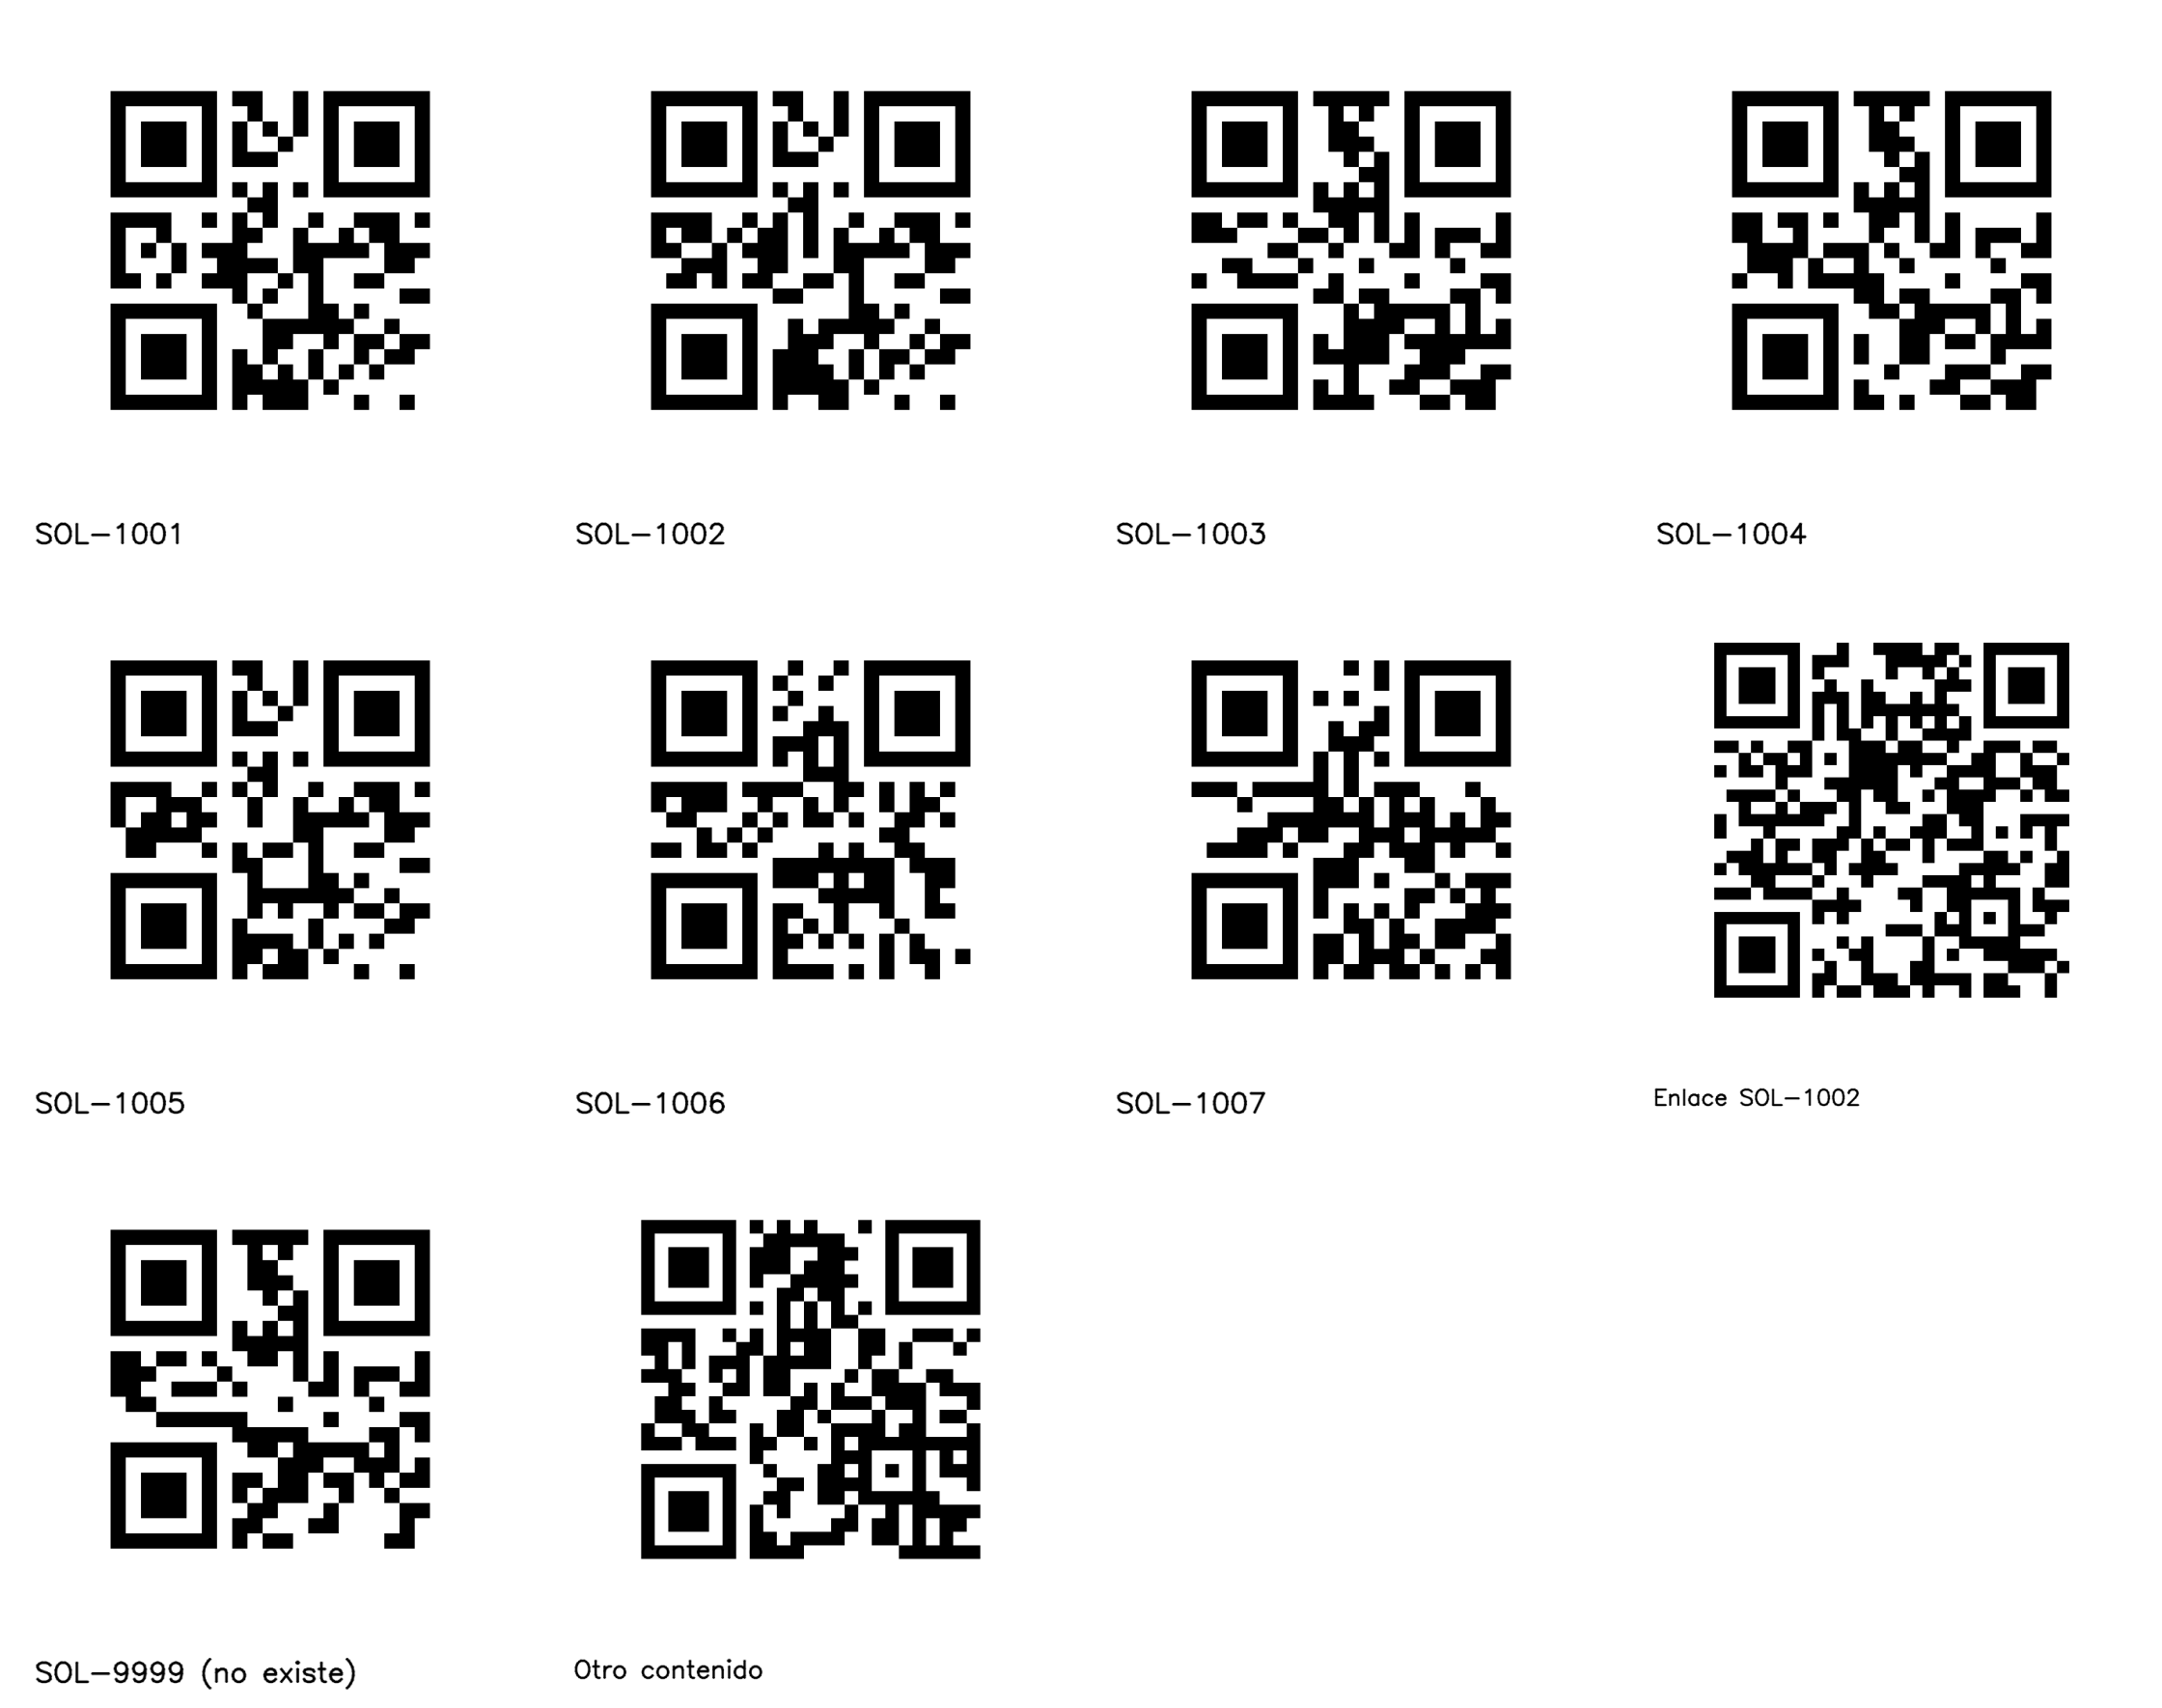 SOL-1001
SOL-1002
SOL-1003
SOL-1004
SOL-1005
SOL-1006
SOL-1007
Enlace SOL-1002
SOL-9999 (no existe)
Otro contenido